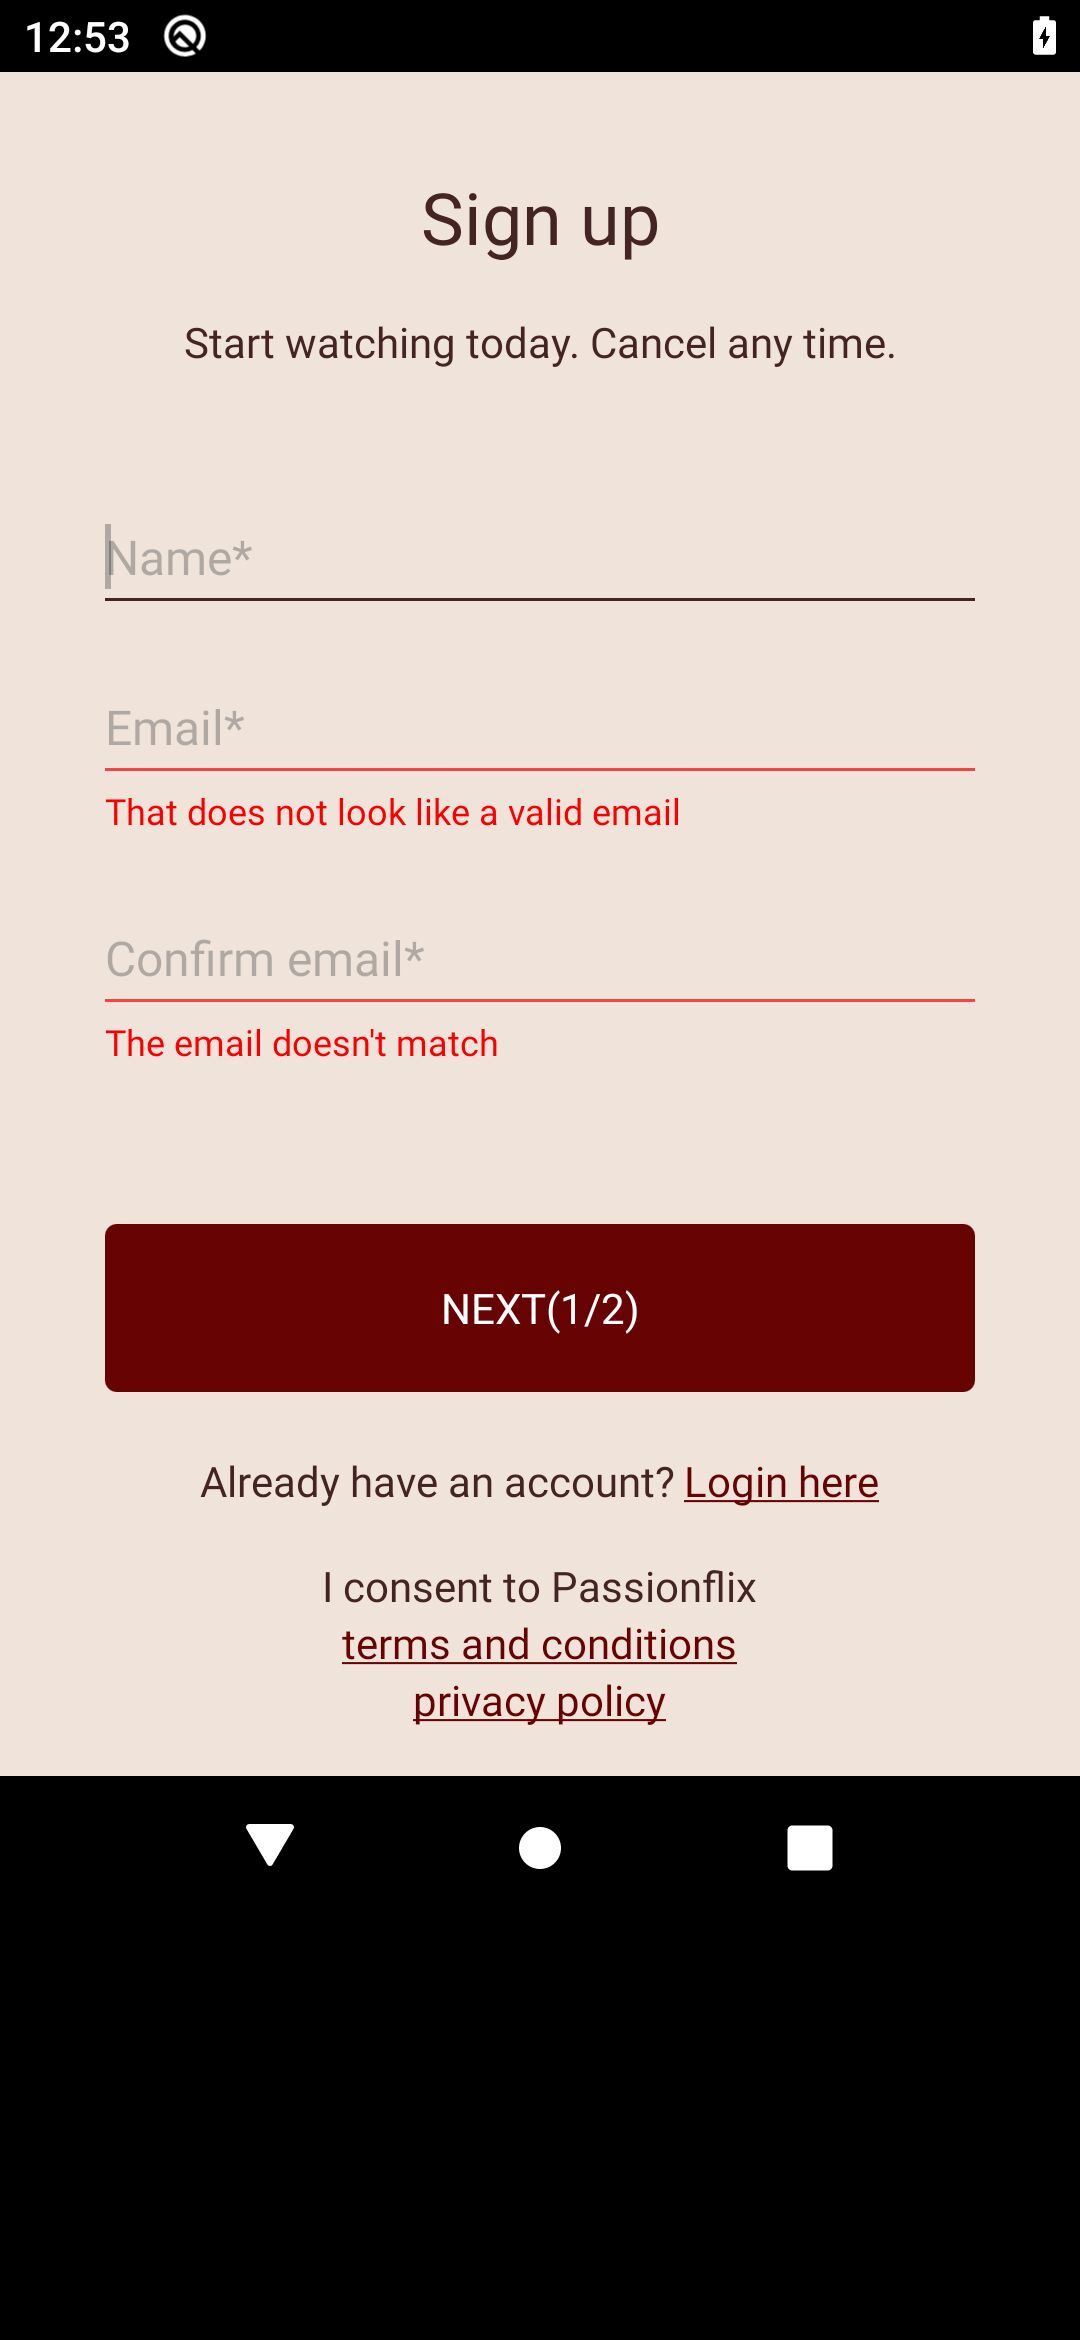 12:53
Sign up
Start watching today. Cancel any time.
Name*
Email*
That does not look like a valid email
Confirm email*
The email doesn't match
NEXT(1/2)
Already have an account? Login here
I consent to Passionflix
terms and conditions
privacy policy